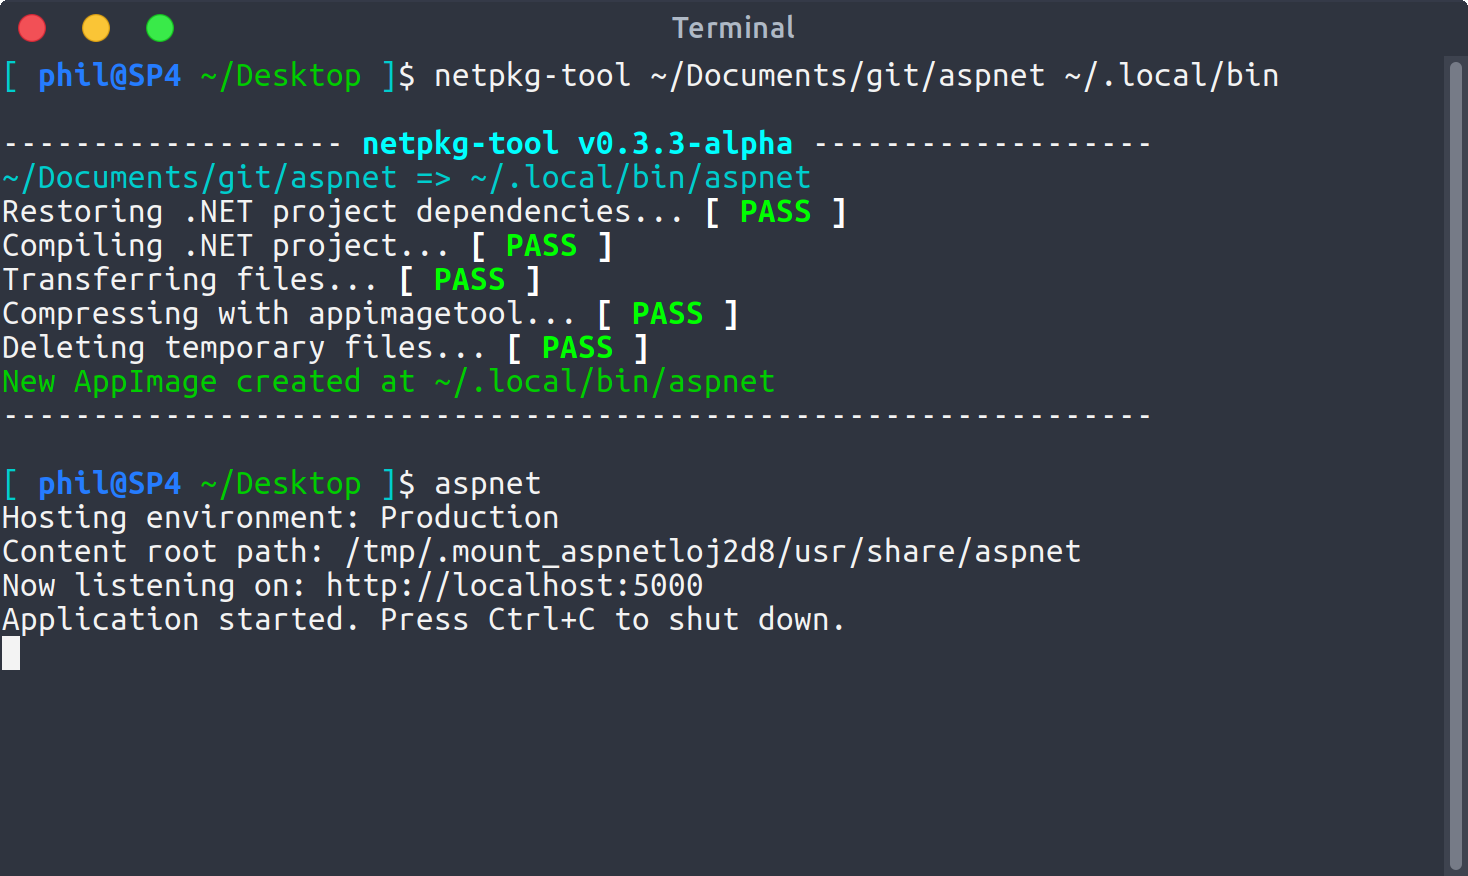 Terminal
[ phil@SP4 ~/Desktop ]$ netpkg-tool ~/Documents/git/aspnet ~/.local/bin
------------------- netpkg-tool v0.3.3-alpha -------------------
~/Documents/git/aspnet => ~/.local/bin/aspnet
Restoring .NET project dependencies... [ PASS ]
Compiling .NET project... [ PASS ]
Transferring files... [ PASS ]
Compressing with appimagetool... [ PASS ]
Deleting temporary files... [ PASS ]
New AppImage created at ~/.local/bin/aspnet
----------------------------------------------------------------
[ phil@SP4 ~/Desktop ]$ aspnet
Hosting environment: Production
Content root path: /tmp/.mount_aspnetloj2d8/usr/share/aspnet
Now listening on: http://localhost:5000
Application started. Press Ctrl+C to shut down.